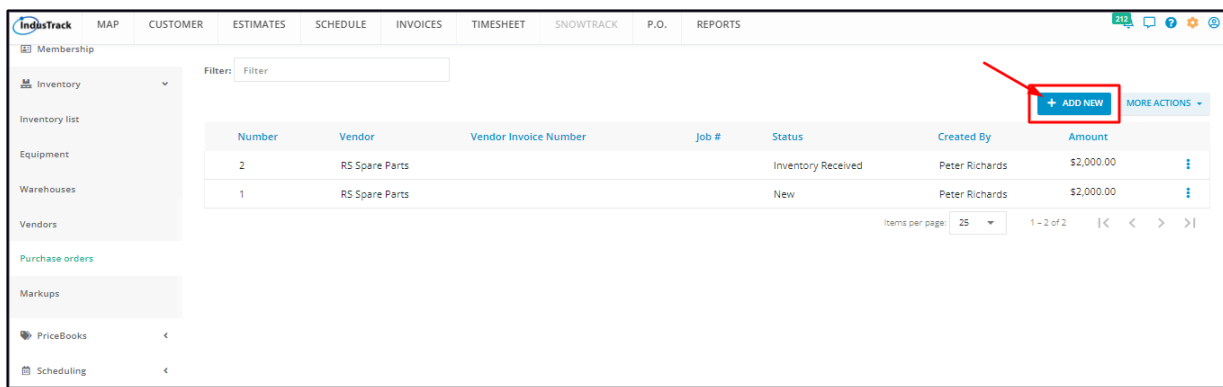 IndusTrack MAP CUSTOMER ESTIMATES SCHEDULE INVOICES TIMESHEET SNOWTRACK P.O. REPORTS 212
Membership
Filter: Filter
Inventory
+ ADD NEW MORE ACTIONS
Inventory list
Number Vendor Vendor Invoice Number Job # Status Created By Amount
Equipment
2 RS Spare Parts Inventory Received Peter Richards $2,000.00
Warehouses
1 RS Spare Parts New Peter Richards $2,000.00
Vendors
Items per page: 25 1 – 2 of 2
Purchase orders
Markups
PriceBooks
Scheduling